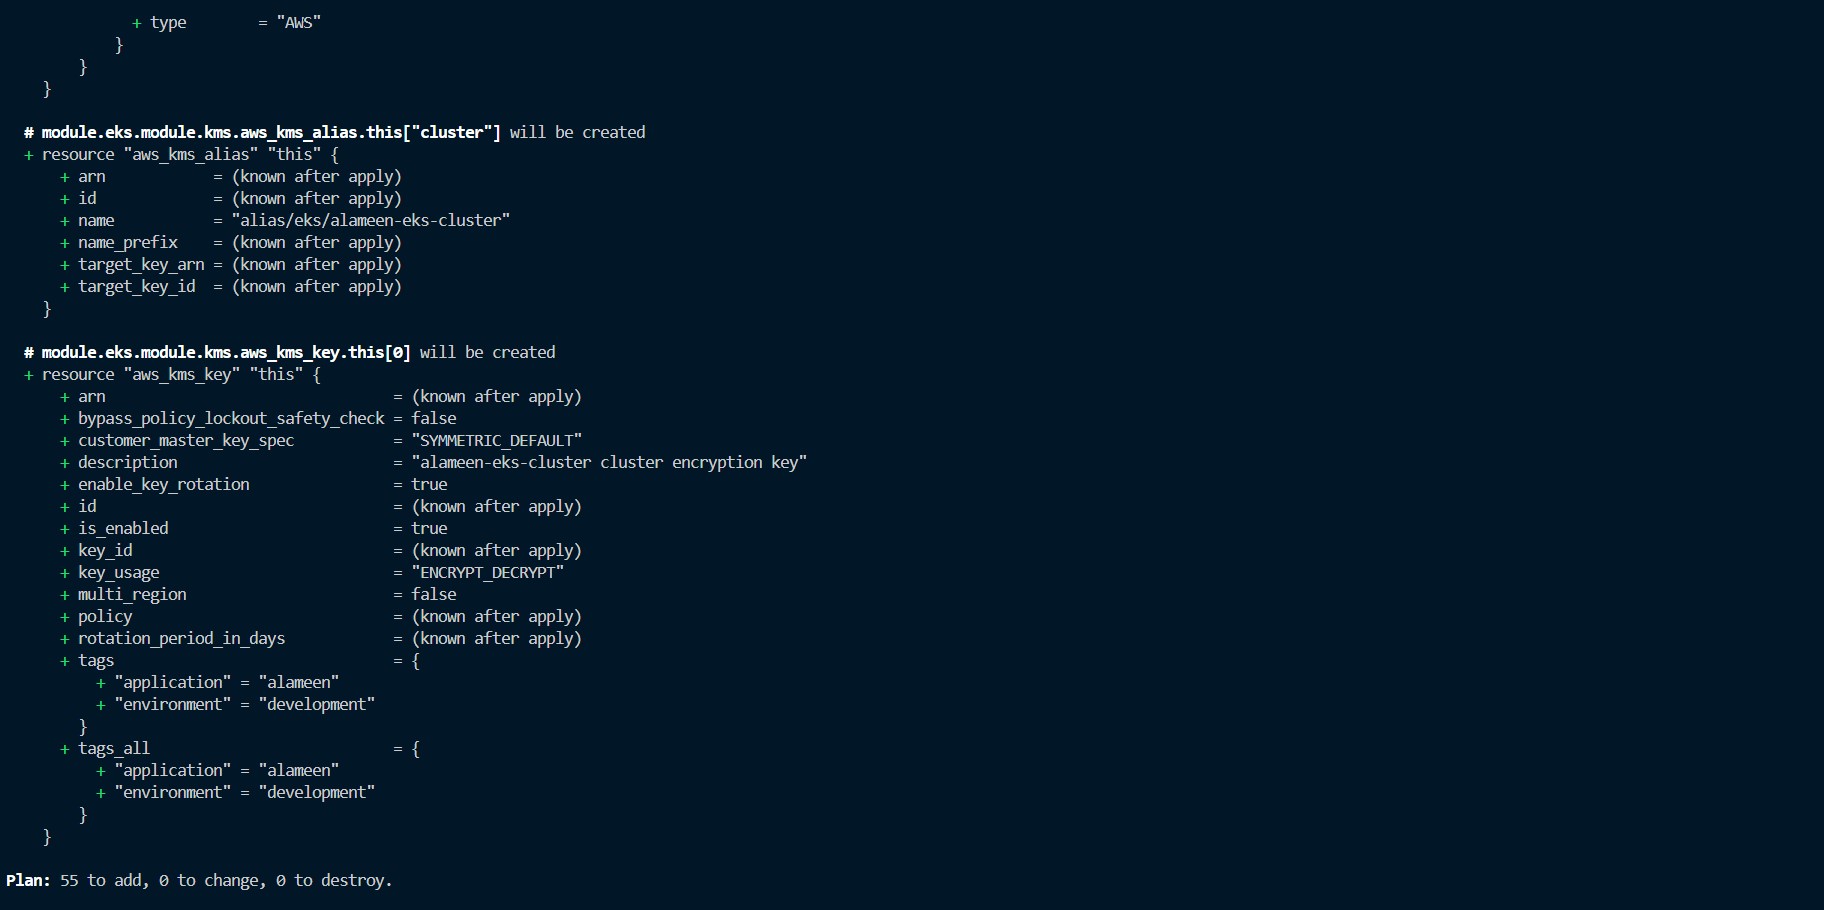 + type        = "AWS"
}
}
}
# module.eks.module.kms.aws_kms_alias.this["cluster"] will be created
+ resource "aws_kms_alias" "this" {
+ arn            = (known after apply)
+ id             = (known after apply)
+ name           = "alias/eks/alameen-eks-cluster"
+ name_prefix    = (known after apply)
+ target_key_arn = (known after apply)
+ target_key_id  = (known after apply)
}
# module.eks.module.kms.aws_kms_key.this[0] will be created
+ resource "aws_kms_key" "this" {
+ arn                                = (known after apply)
+ bypass_policy_lockout_safety_check = false
+ customer_master_key_spec           = "SYMMETRIC_DEFAULT"
+ description                        = "alameen-eks-cluster cluster encryption key"
+ enable_key_rotation                = true
+ id                                 = (known after apply)
+ is_enabled                         = true
+ key_id                             = (known after apply)
+ key_usage                          = "ENCRYPT_DECRYPT"
+ multi_region                       = false
+ policy                             = (known after apply)
+ rotation_period_in_days            = (known after apply)
+ tags                               = {
+ "application" = "alameen"
+ "environment" = "development"
}
+ tags_all                           = {
+ "application" = "alameen"
+ "environment" = "development"
}
}
Plan: 55 to add, 0 to change, 0 to destroy.